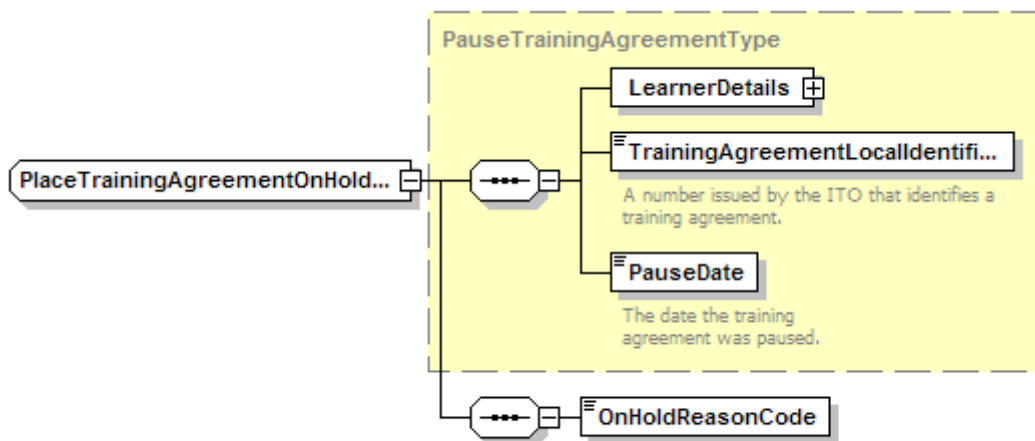 PauseTrainingAgreementType
LearnerDetails
TrainingAgreementLocalIdentifi...
PlaceTrainingAgreementOnHold...
A number issued by the ITO that identifies a
training agreement.
PauseDate
The date the training
agreement was paused.
OnHoldReasonCode